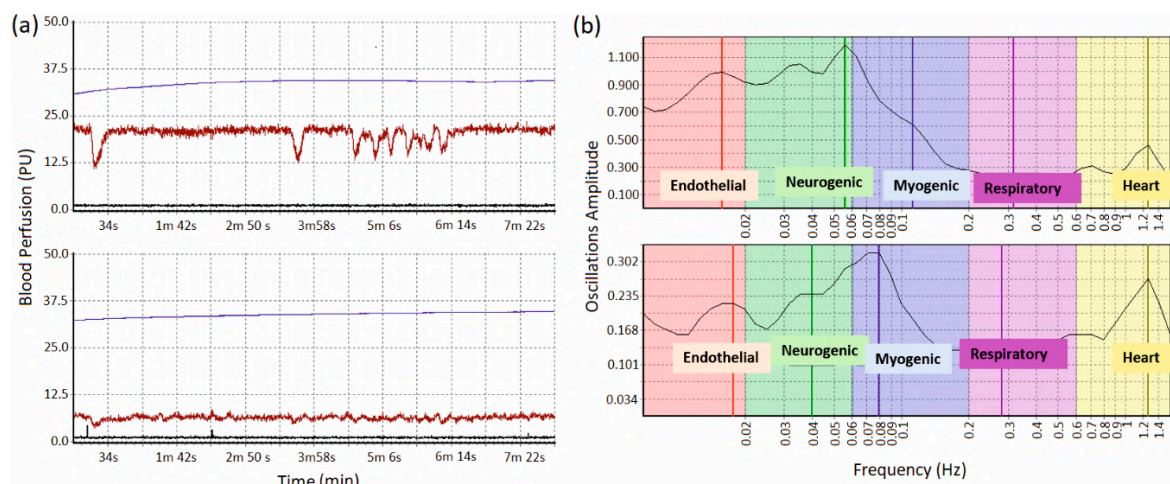 (a)
Blood Perfusion (PU)
50.0
37.5
25.0
12.5
0.0
34s 1m 42s 2m 50 s 3m58s 5m 6s 6m 14s 7m 22s
50.0
37.5
25.0
12.5
0.0
34s 1m 42s 2m 50 s 3m58s 5m 6s 6m 14s 7m 22s
Time (min)
(b)
Oscillations Amplitude
1.100
0.900
0.700
0.500
0.300
0.100
Endothelial Neurogenic Myogenic Respiratory Heart
0.02 0.03 0.04 0.05 0.06 0.07 0.08 0.09 0.1 0.2 0.3 0.4 0.5 0.6 0.7 0.8 0.9 1 1.2 1.4
0.302
0.235
0.168
0.101
0.034
Endothelial Neurogenic Myogenic Respiratory Heart
0.02 0.03 0.04 0.05 0.06 0.07 0.08 0.09 0.1 0.2 0.3 0.4 0.5 0.6 0.7 0.8 0.9 1 1.2 1.4
Frequency (Hz)